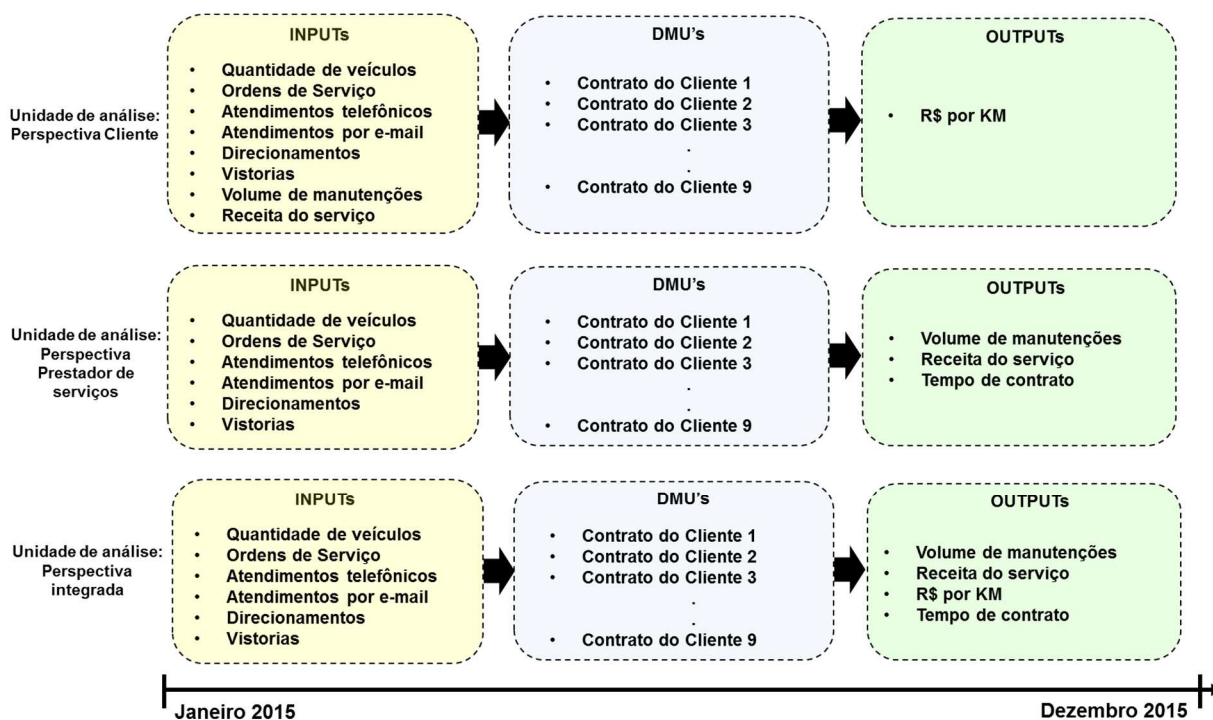 Unidade de análise:
Perspectiva Cliente
INPUTs
• Quantidade de veículos
• Ordens de Serviço
• Atendimentos telefônicos
• Atendimentos por e-mail
• Direcionamentos
• Vistorias
• Volume de manutenções
• Receita do serviço
DMU's
• Contrato do Cliente 1
• Contrato do Cliente 2
• Contrato do Cliente 3
.
.
• Contrato do Cliente 9
OUTPUTs
• R$ por KM
Unidade de análise:
Perspectiva
Prestador de
serviços
INPUTs
• Quantidade de veículos
• Ordens de Serviço
• Atendimentos telefônicos
• Atendimentos por e-mail
• Direcionamentos
• Vistorias
DMU's
• Contrato do Cliente 1
• Contrato do Cliente 2
• Contrato do Cliente 3
.
.
• Contrato do Cliente 9
OUTPUTs
• Volume de manutenções
• Receita do serviço
• Tempo de contrato
Unidade de análise:
Perspectiva
integrada
INPUTs
• Quantidade de veículos
• Ordens de Serviço
• Atendimentos telefônicos
• Atendimentos por e-mail
• Direcionamentos
• Vistorias
DMU's
• Contrato do Cliente 1
• Contrato do Cliente 2
• Contrato do Cliente 3
.
.
• Contrato do Cliente 9
OUTPUTs
• Volume de manutenções
• Receita do serviço
• R$ por KM
• Tempo de contrato
Janeiro 2015
Dezembro 2015